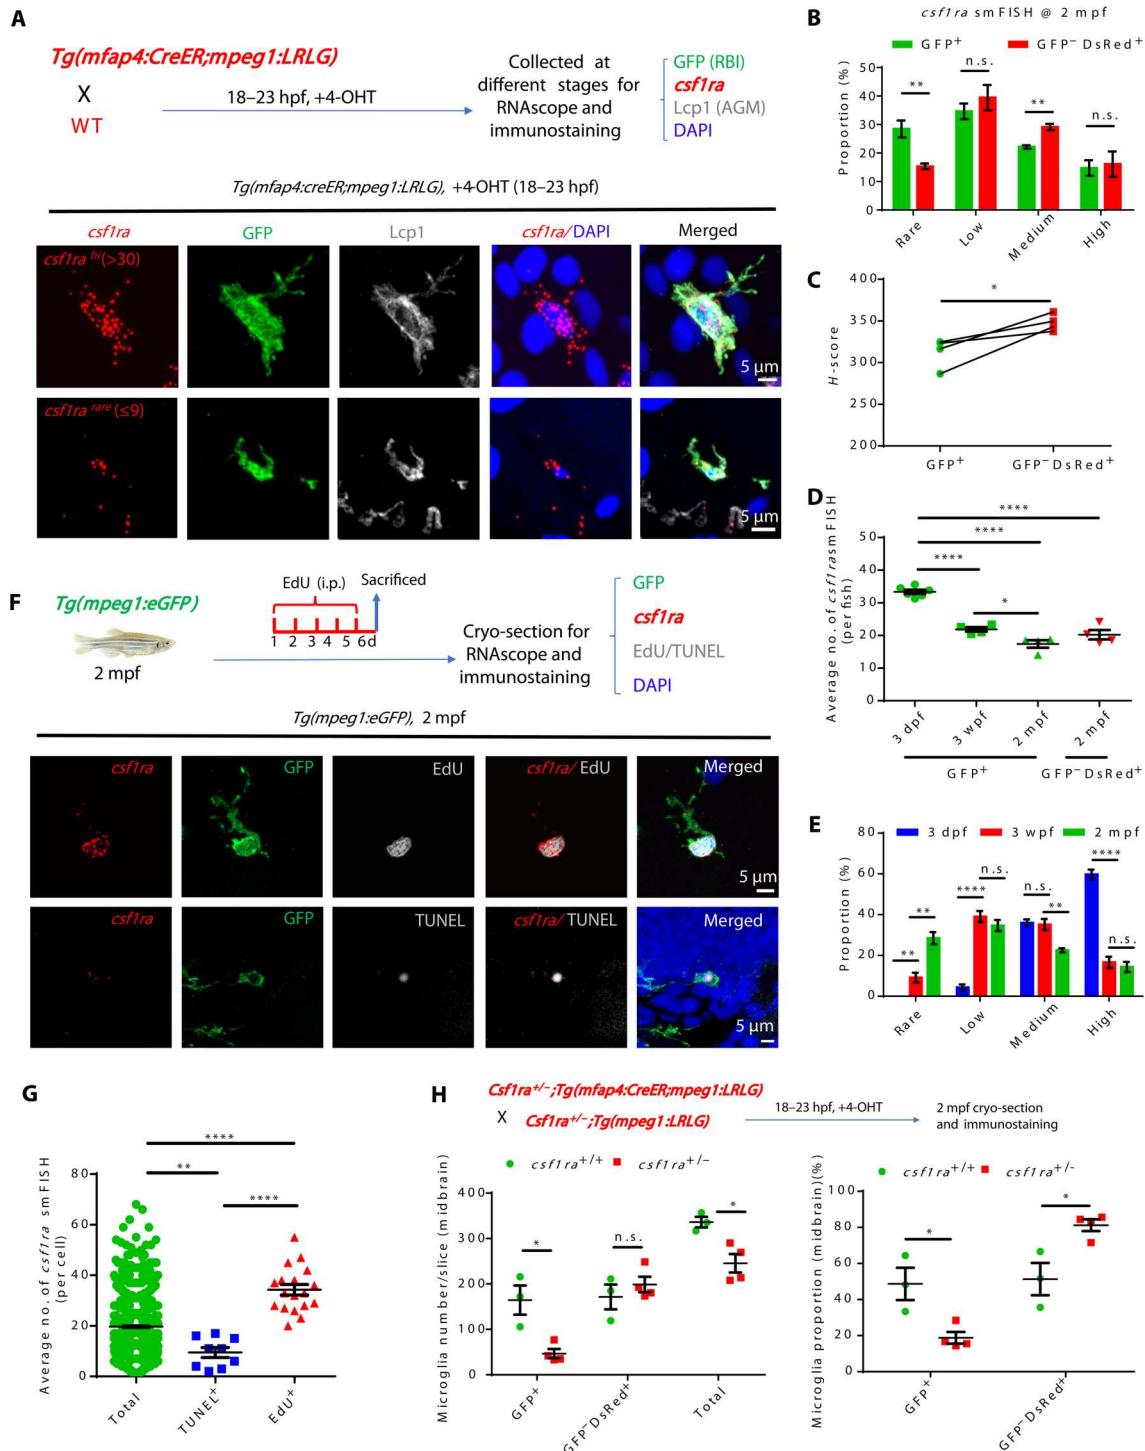 A
Tg(mfap4:CreER;mpeg1:LRLG)
X
WT
18–23 hpf, +4-OHT
Collected at
different stages for
RNAscope and
immunostaining
GFP (RBI)
csf1ra
Lcp1 (AGM)
DAPI
Tg(mfap4:creER;mpeg1:LRLG), +4-OHT (18–23 hpf)
csf1ra GFP Lcp1 csf1ra/DAPI Merged
csf1ra hi (>30)
5 µm
csf1ra rare (≤9)
5 µm
B
csf1ra smFISH @ 2 mpf
GFP+ GFP− DsRed+
Proportion (%)
50
40
30
20
10
0
** n.s. ** n.s.
Rare Low Medium High
C
H-score
400
350
300
250
200
*
GFP+ GFP−DsRed+
D
Average no. of csf1ra smFISH
(per fish)
50
40
30
20
10
0
****
****
****
*
3 dpf 3 wpf 2 mpf 2 mpf
GFP+ GFP−DsRed+
E
3 dpf 3 wpf 2 mpf
Proportion (%)
80
60
40
20
0
** ** **** n.s. n.s. ** **** n.s.
Rare Low Medium High
F
Tg(mpeg1:eGFP)
2 mpf
EdU (i.p.) Sacrificed
1 2 3 4 5 6d
Cryo-section for
RNAscope and
immunostaining
GFP
csf1ra
EdU/TUNEL
DAPI
Tg(mpeg1:eGFP), 2 mpf
csf1ra GFP EdU csf1ra/ EdU Merged
5 µm
csf1ra GFP TUNEL csf1ra/ TUNEL Merged
5 µm
G
Average no. of csf1ra smFISH
(per cell)
80
60
40
20
0
****
**
****
Total TUNEL+ EdU+
H
Csf1ra+/−;Tg(mfap4:CreER;mpeg1:LRLG)
X Csf1ra+/−;Tg(mpeg1:LRLG)
18–23 hpf, +4-OHT
2 mpf cryo-section
and immunostaining
csf1ra+/+ csf1ra+/−
Microglia number/slice (midbrain)
400
300
200
100
0
* n.s. *
GFP+ GFP−DsRed+ Total
csf1ra+/+ csf1ra+/-
Microglia proportion (midbrain)(%)
100
80
60
40
20
0
* *
GFP+ GFP−DsRed+